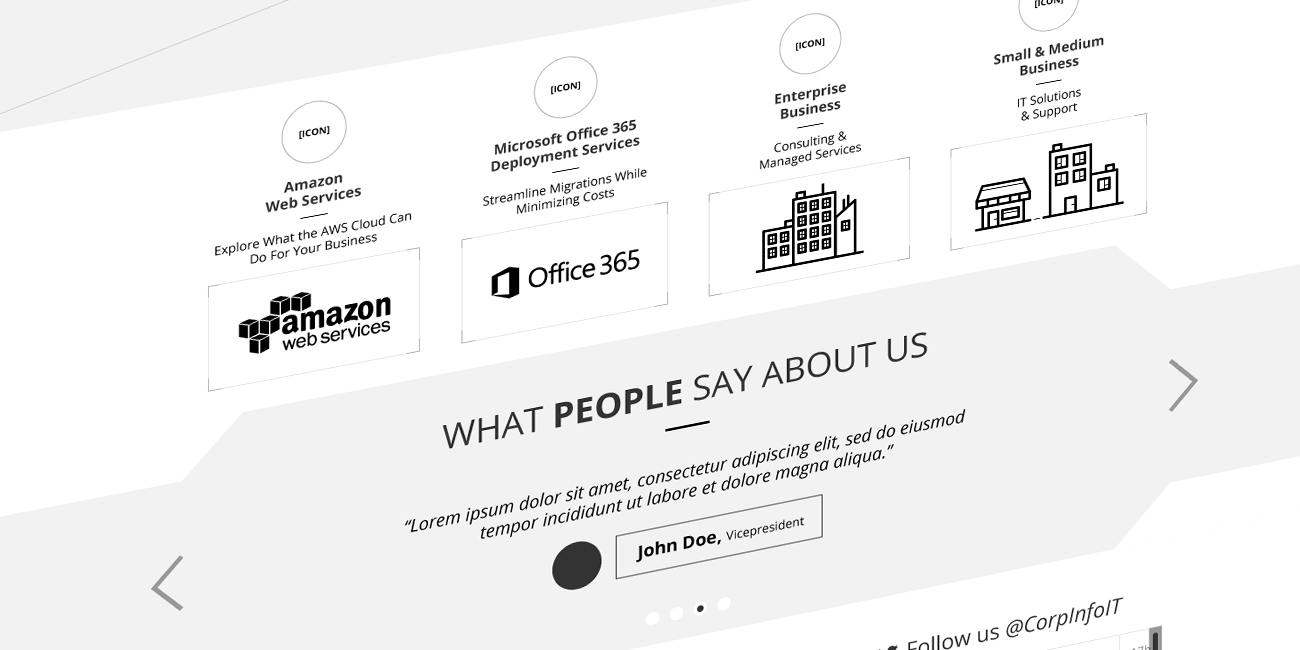 [ICON]
Amazon
Web Services
Explore What the AWS Cloud Can
Do For Your Business
amazon
web services
[ICON]
Microsoft Office 365
Deployment Services
Streamline Migrations While
Minimizing Costs
Office 365
[ICON]
Enterprise
Business
Consulting &
Managed Services
[ICON]
Small & Medium
Business
IT Solutions
& Support
WHAT PEOPLE SAY ABOUT US
“Lorem ipsum dolor sit amet, consectetur adipiscing elit, sed do eiusmod
tempor incididunt ut labore et dolore magna aliqua.”
John Doe, Vicepresident
Follow us @CorpInfoIT